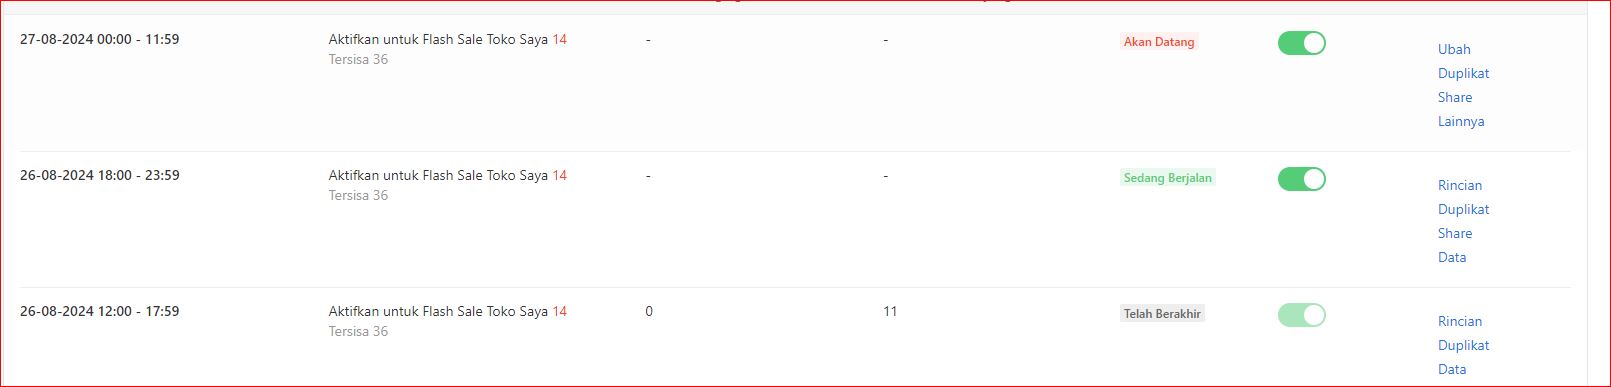 27-08-2024 00:00 - 11:59 Aktifkan untuk Flash Sale Toko Saya 14 - - Akan Datang
Tersisa 36
Ubah
Duplikat
Share
Lainnya
26-08-2024 18:00 - 23:59 Aktifkan untuk Flash Sale Toko Saya 14 - - Sedang Berjalan
Tersisa 36
Rincian
Duplikat
Share
Data
26-08-2024 12:00 - 17:59 Aktifkan untuk Flash Sale Toko Saya 14 0 11 Telah Berakhir
Tersisa 36
Rincian
Duplikat
Data